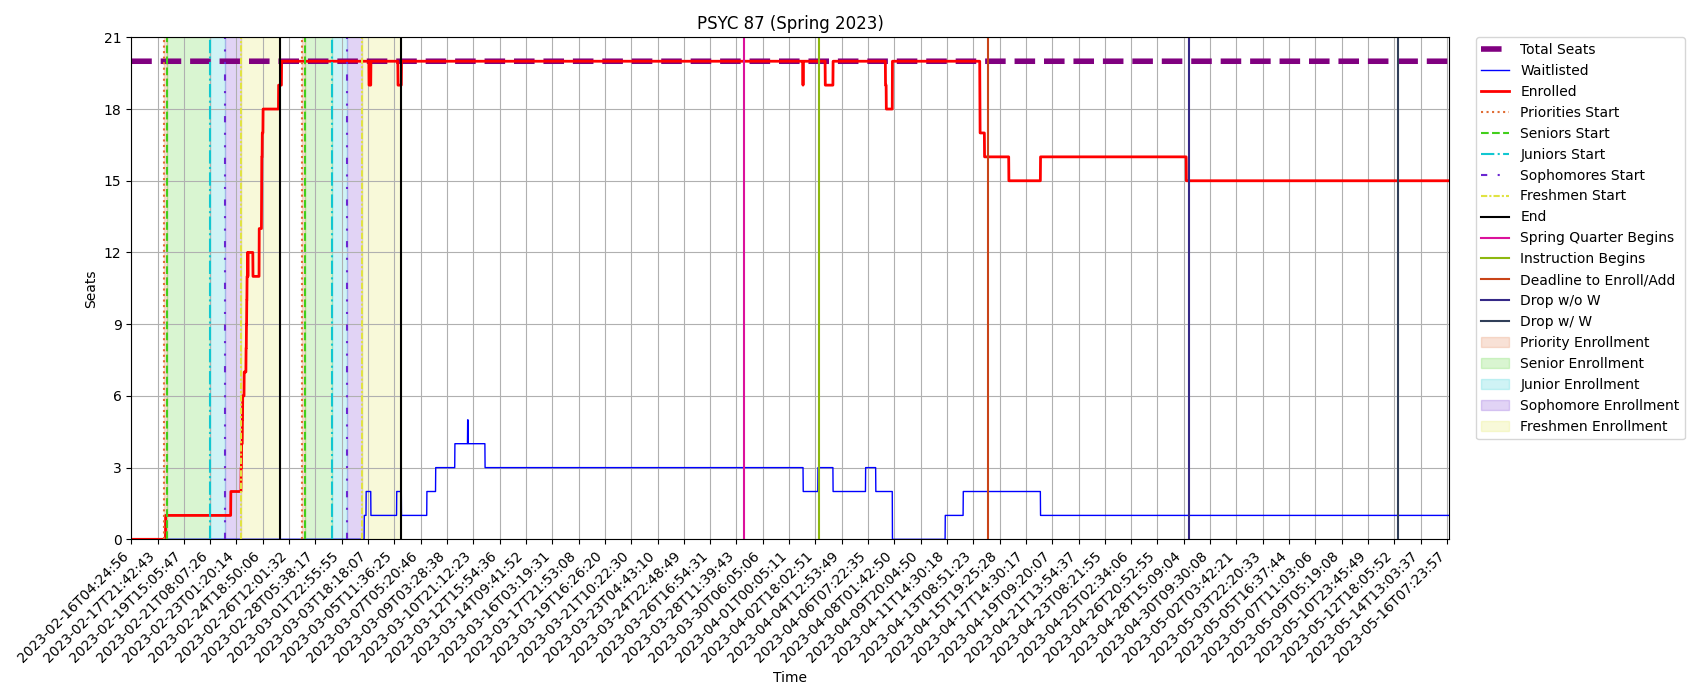 PSYC 87 (Spring 2023)
Seats
21
18
15
12
9
6
3
0
2023-02-16T04:24:56
2023-02-17T21:42:43
2023-02-19T15:05:47
2023-02-21T08:07:26
2023-02-23T01:20:14
2023-02-24T18:50:06
2023-02-26T12:01:32
2023-02-28T05:38:17
2023-03-01T22:55:55
2023-03-03T18:18:07
2023-03-05T11:36:25
2023-03-07T05:20:46
2023-03-09T03:28:38
2023-03-10T21:12:23
2023-03-12T15:54:36
2023-03-14T09:41:52
2023-03-16T03:19:31
2023-03-17T21:53:08
2023-03-19T16:26:20
2023-03-21T10:22:30
2023-03-23T04:43:10
2023-03-24T22:48:49
2023-03-26T16:54:31
2023-03-28T11:39:43
2023-03-30T06:05:06
2023-04-01T00:05:11
2023-04-02T18:02:51
2023-04-04T12:53:49
2023-04-06T07:22:35
2023-04-08T01:42:50
2023-04-09T20:04:50
2023-04-11T14:30:18
2023-04-13T08:51:23
2023-04-15T19:25:28
2023-04-17T14:30:17
2023-04-19T09:20:07
2023-04-21T13:54:37
2023-04-23T08:21:55
2023-04-25T02:34:06
2023-04-26T20:52:55
2023-04-28T15:09:04
2023-04-30T09:30:08
2023-05-02T03:42:21
2023-05-03T22:20:33
2023-05-05T16:37:44
2023-05-07T11:03:06
2023-05-09T05:19:08
2023-05-10T23:45:49
2023-05-12T18:05:52
2023-05-14T13:03:37
2023-05-16T07:23:57
Time
Total Seats
Waitlisted
Enrolled
Priorities Start
Seniors Start
Juniors Start
Sophomores Start
Freshmen Start
End
Spring Quarter Begins
Instruction Begins
Deadline to Enroll/Add
Drop w/o W
Drop w/ W
Priority Enrollment
Senior Enrollment
Junior Enrollment
Sophomore Enrollment
Freshmen Enrollment